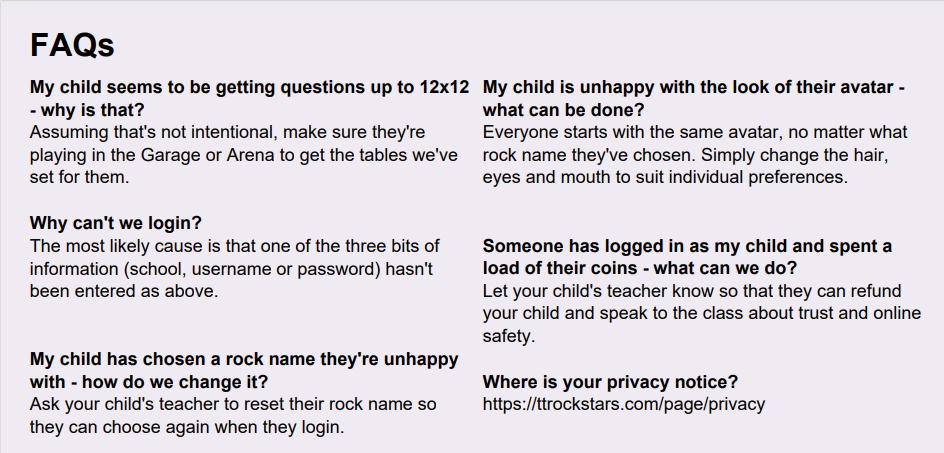 FAQs
My child seems to be getting questions up to 12x12
- why is that?
Assuming that's not intentional, make sure they're
playing in the Garage or Arena to get the tables we've
set for them.
Why can't we login?
The most likely cause is that one of the three bits of
information (school, username or password) hasn't
been entered as above.
My child has chosen a rock name they're unhappy
with - how do we change it?
Ask your child's teacher to reset their rock name so
they can choose again when they login.
My child is unhappy with the look of their avatar -
what can be done?
Everyone starts with the same avatar, no matter what
rock name they've chosen. Simply change the hair,
eyes and mouth to suit individual preferences.
Someone has logged in as my child and spent a
load of their coins - what can we do?
Let your child's teacher know so that they can refund
your child and speak to the class about trust and online
safety.
Where is your privacy notice?
https://ttrockstars.com/page/privacy